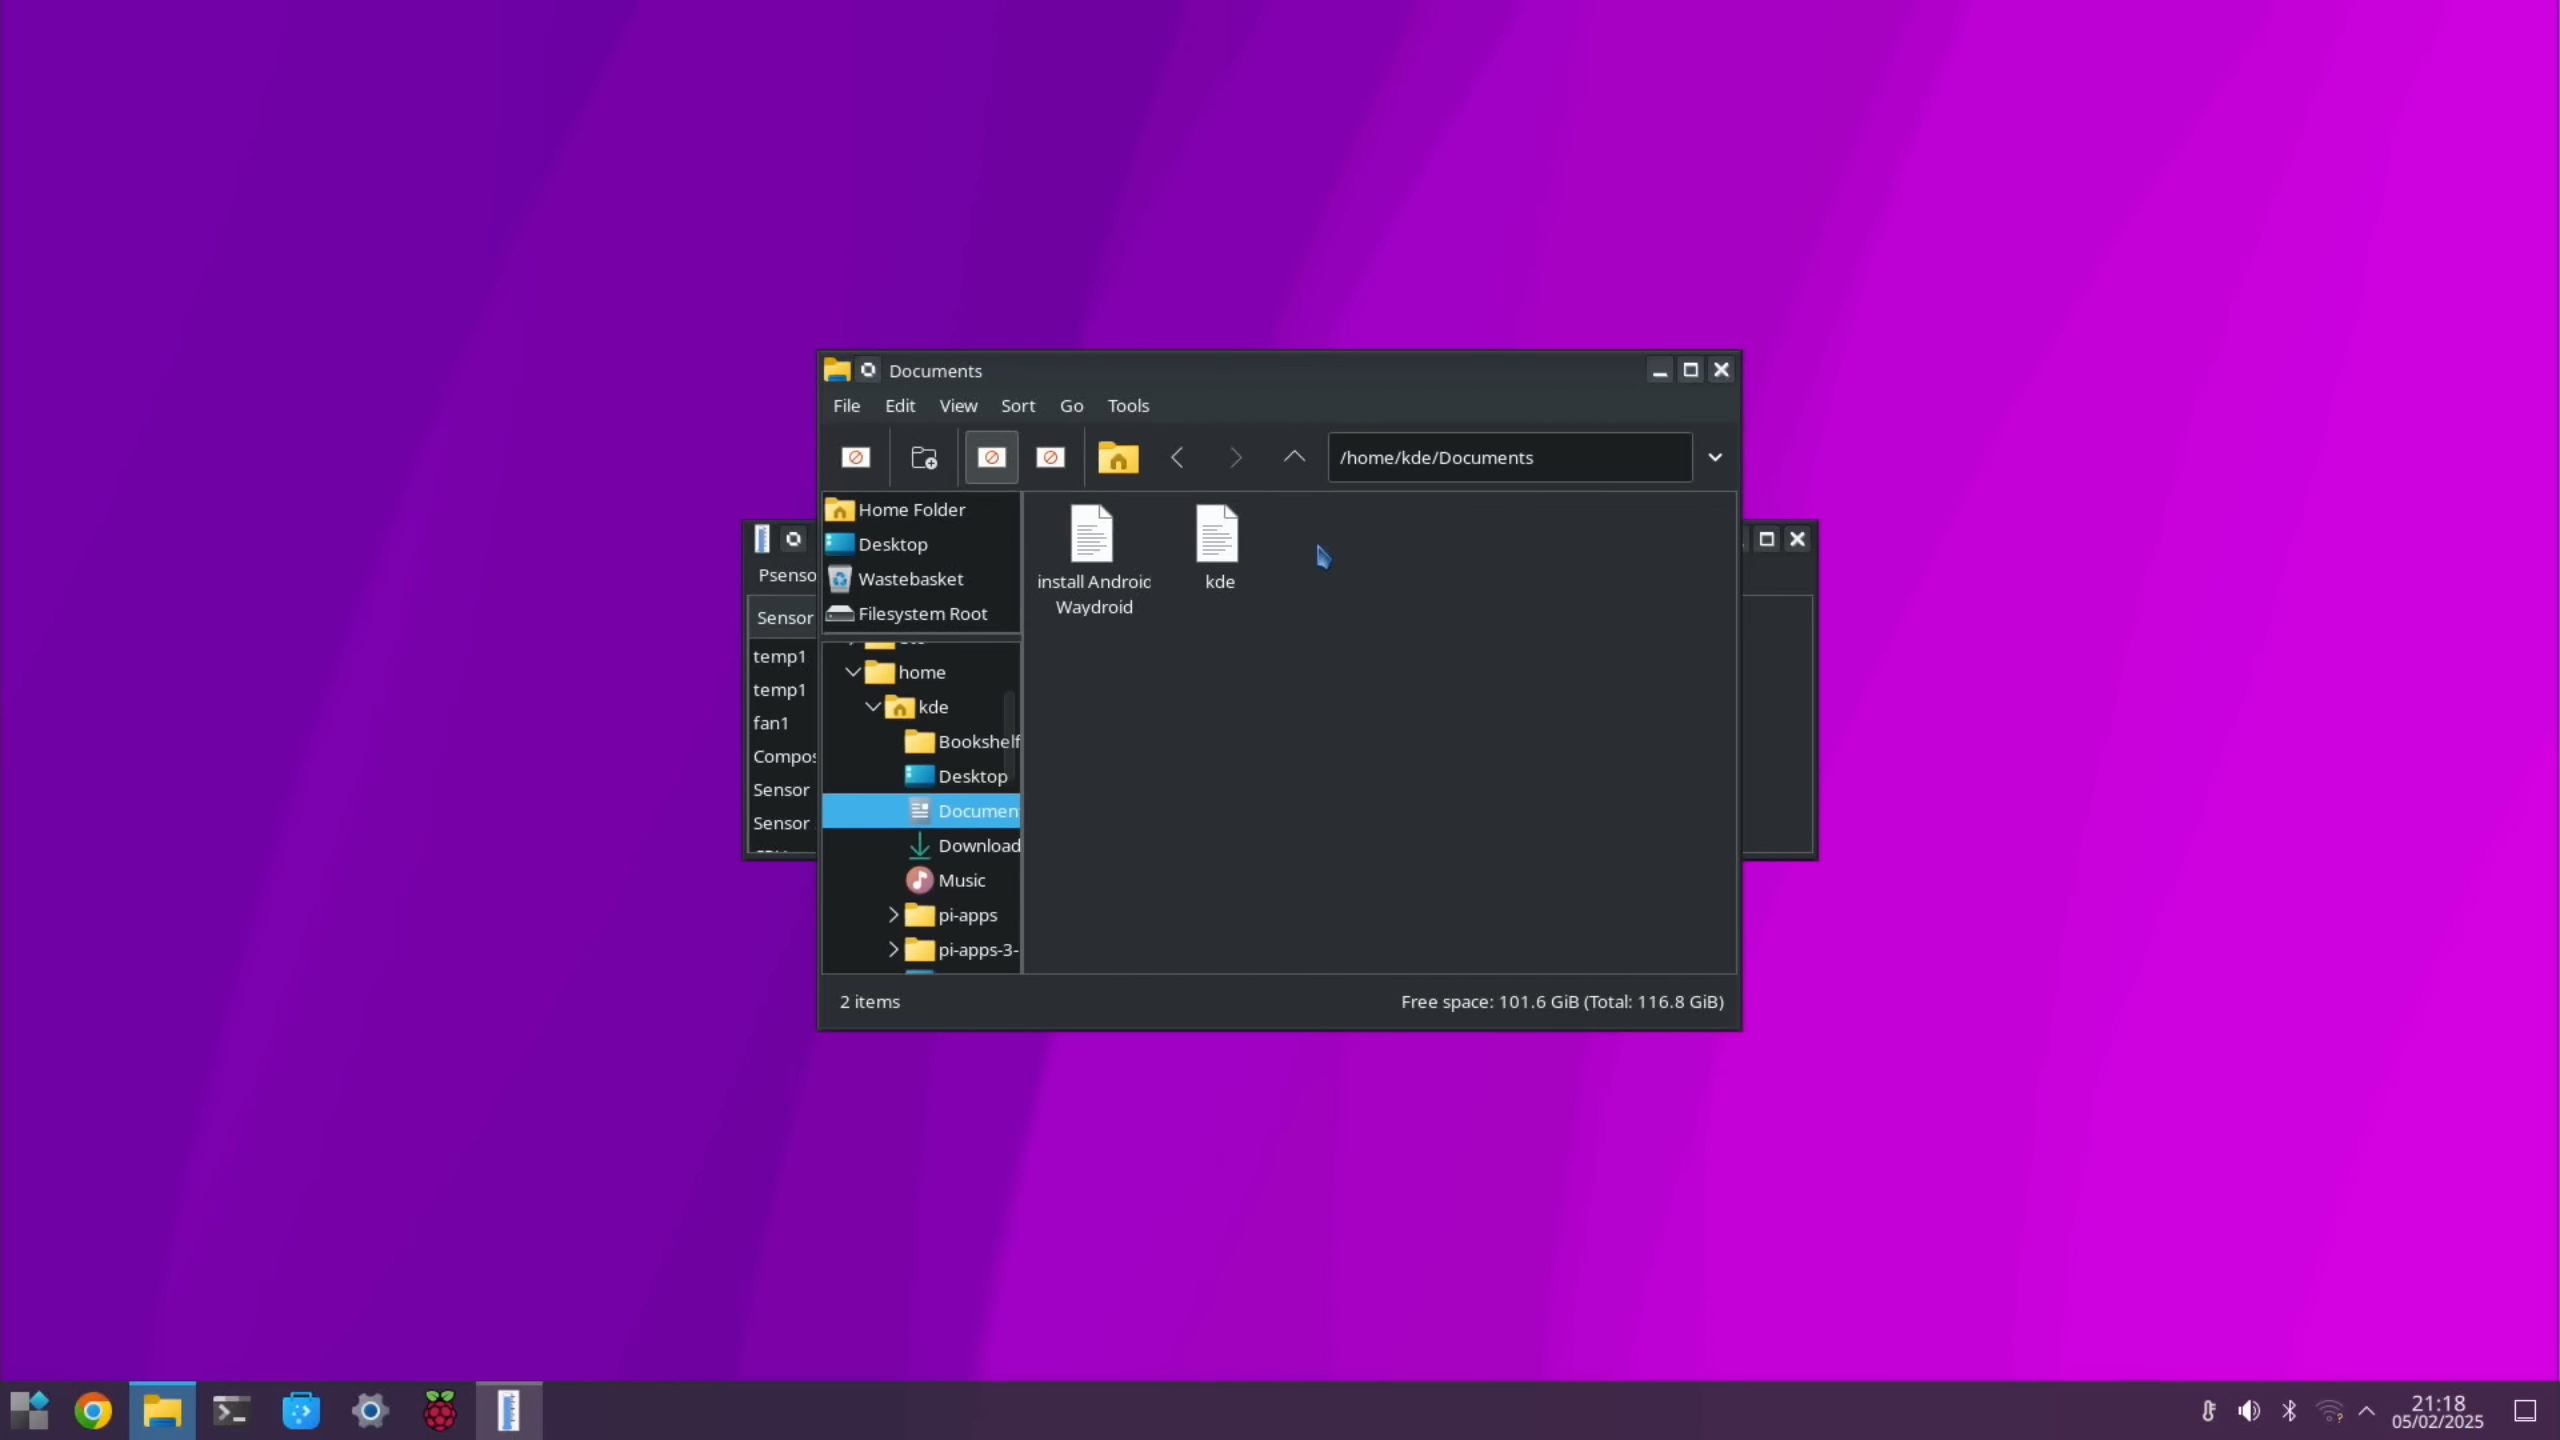 Documents
File Edit View Sort Go Tools
/home/kde/Documents
Home Folder
Desktop
Wastebasket
Filesystem Root
home
kde
Bookshelf
Desktop
Documen
Download
Music
pi-apps
pi-apps-3-
install Androic
Waydroid
kde
2 items
Free space: 101.6 GiB (Total: 116.8 GiB)
Psenso
Sensor
temp1
temp1
fan1
Compos
Sensor
Sensor
21:18
05/02/2025